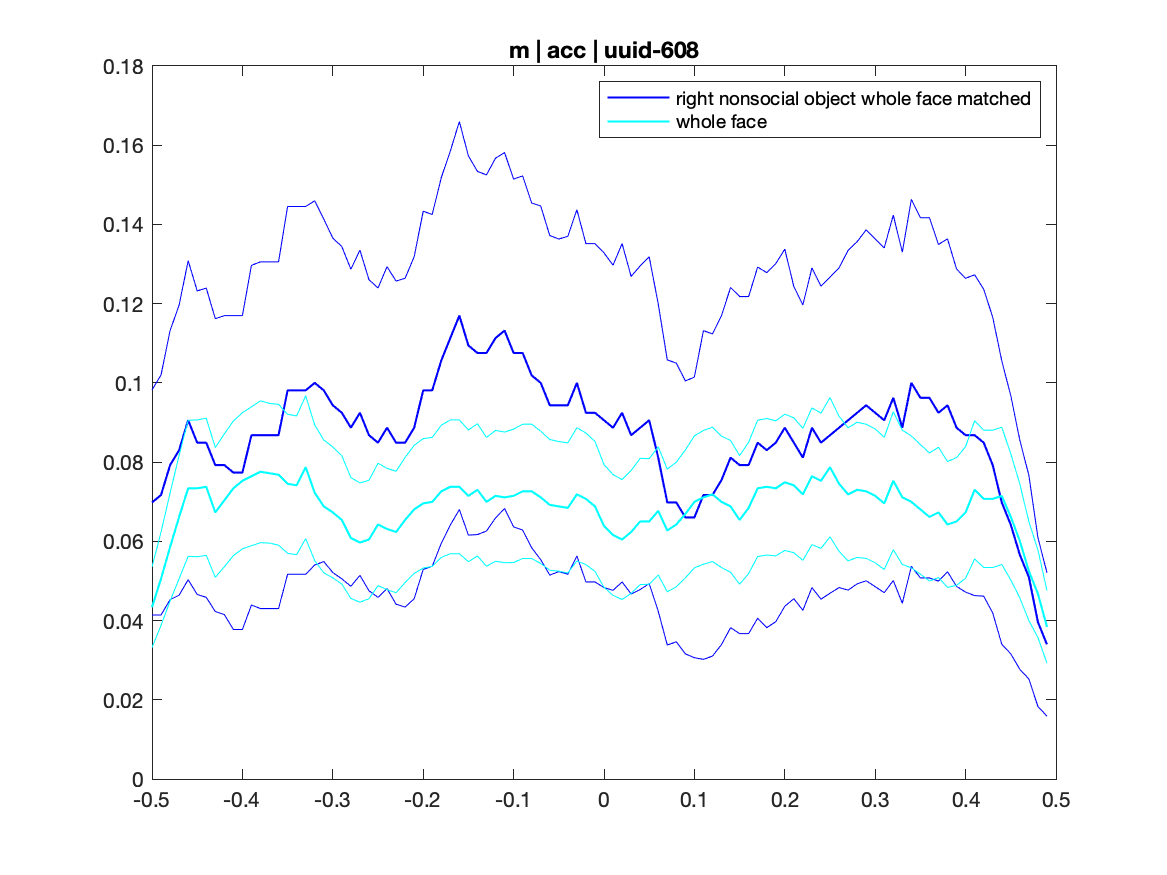 m | acc | uuid-608
0.18
0.16
0.14
0.12
0.1
0.08
0.06
0.04
0.02
0
right nonsocial object whole face matched
whole face
-0.5 -0.4 -0.3 -0.2 -0.1 0 0.1 0.2 0.3 0.4 0.5